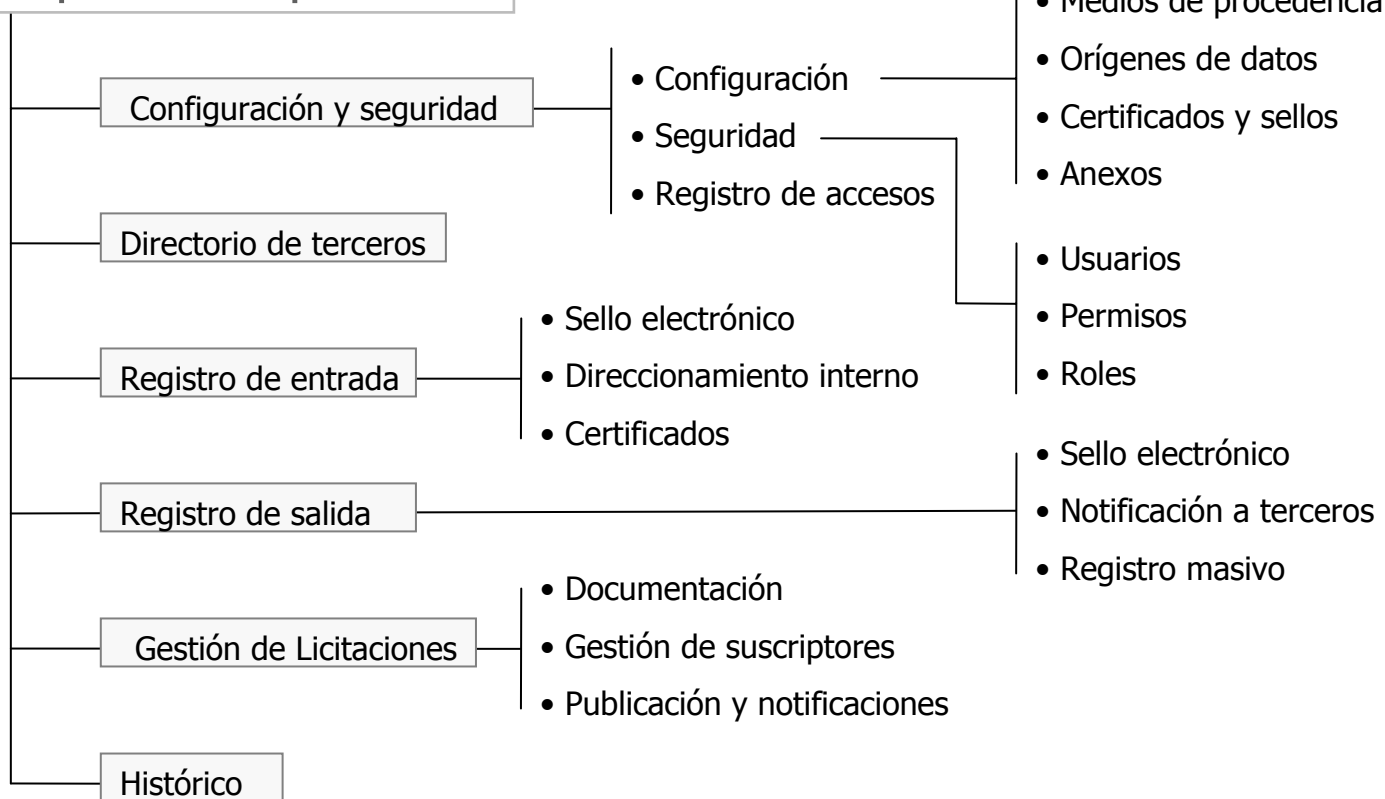 • Medios de procedencia
Configuración y seguridad
• Configuración
• Seguridad
• Registro de accesos
• Orígenes de datos
• Certificados y sellos
• Anexos
• Usuarios
• Permisos
• Roles
Directorio de terceros
Registro de entrada
• Sello electrónico
• Direccionamiento interno
• Certificados
Registro de salida
• Sello electrónico
• Notificación a terceros
• Registro masivo
Gestión de Licitaciones
• Documentación
• Gestión de suscriptores
• Publicación y notificaciones
Histórico